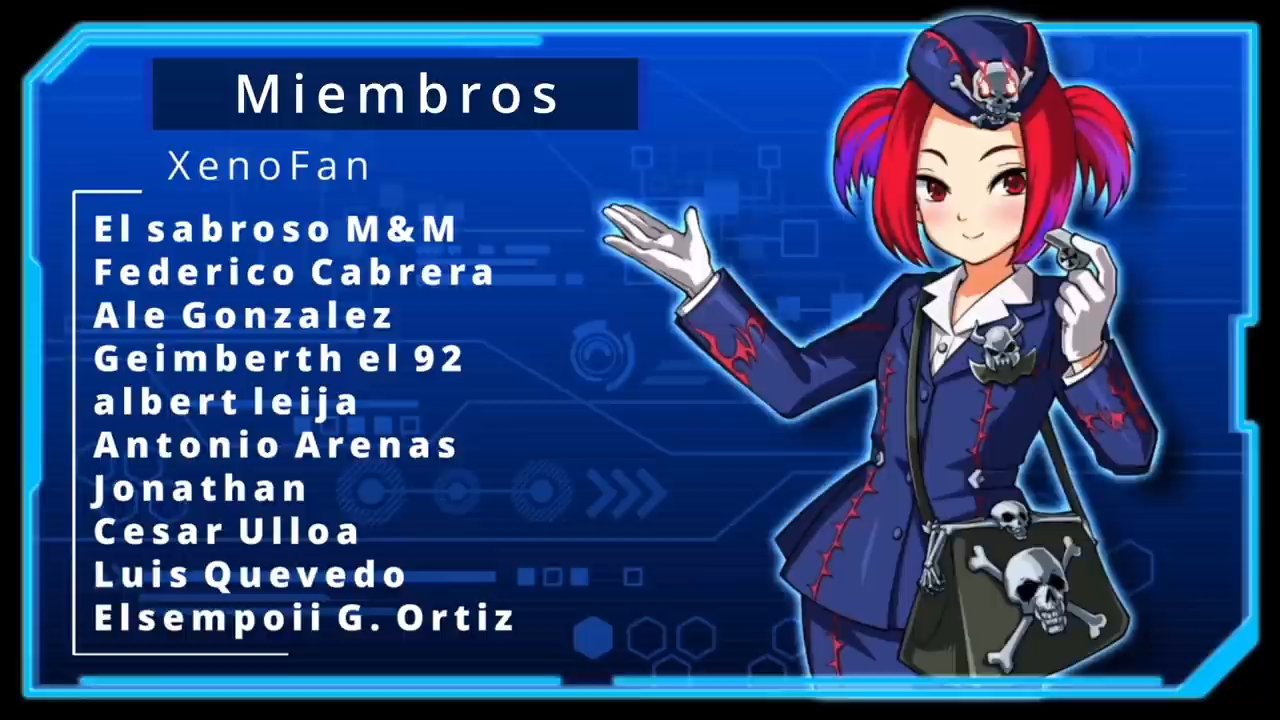 Miembros
XenoFan
El sabroso M&M
Federico Cabrera
Ale Gonzalez
Geimberth el 92
albert leija
Antonio Arenas
Jonathan
Cesar Ulloa
Luis Quevedo
Elsempoii G. Ortiz